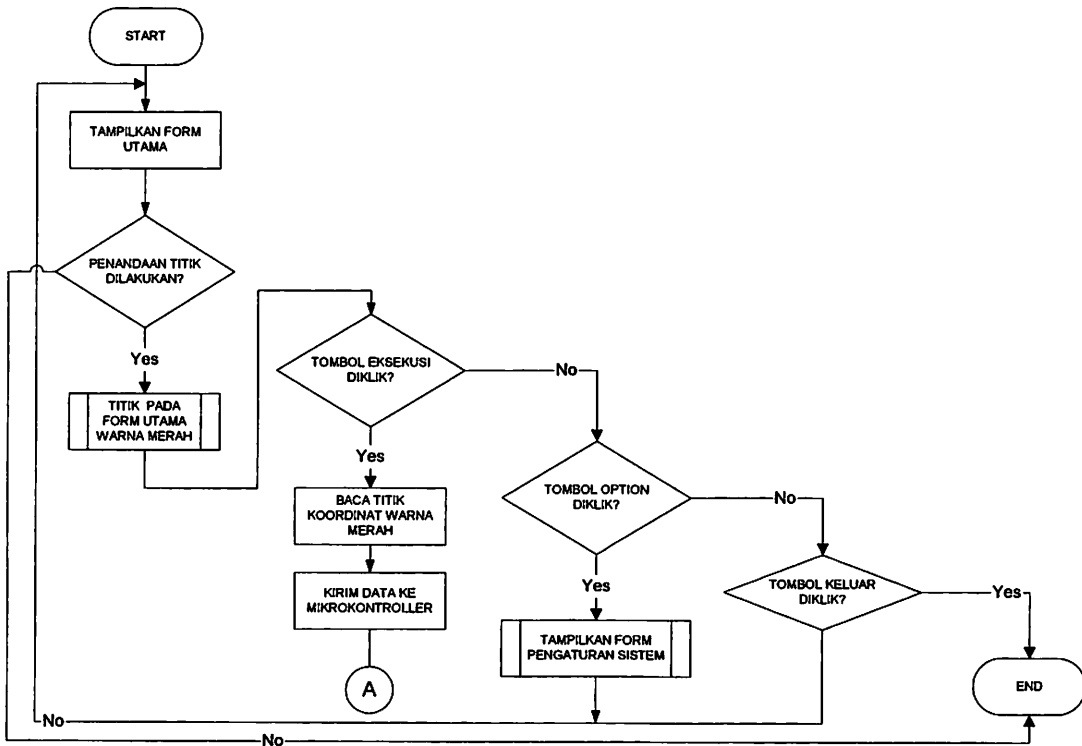 START
TAMPILKAN FORM
UTAMA
PENANDAAN TITIK
DILAKUKAN?
Yes
TITIK PADA
FORM UTAMA
WARNA MERAH
TOMBOL EKSEKUSI
DIKLIK?
No
Yes
BACA TITIK
KOORDINAT WARNA
MERAH
KIRIM DATA KE
MIKROKONTROLLER
A
TOMBOL OPTION
DIKLIK?
No
Yes
TAMPILKAN FORM
PENGATURAN SISTEM
TOMBOL KELUAR
DIKLIK?
Yes
END
No
No